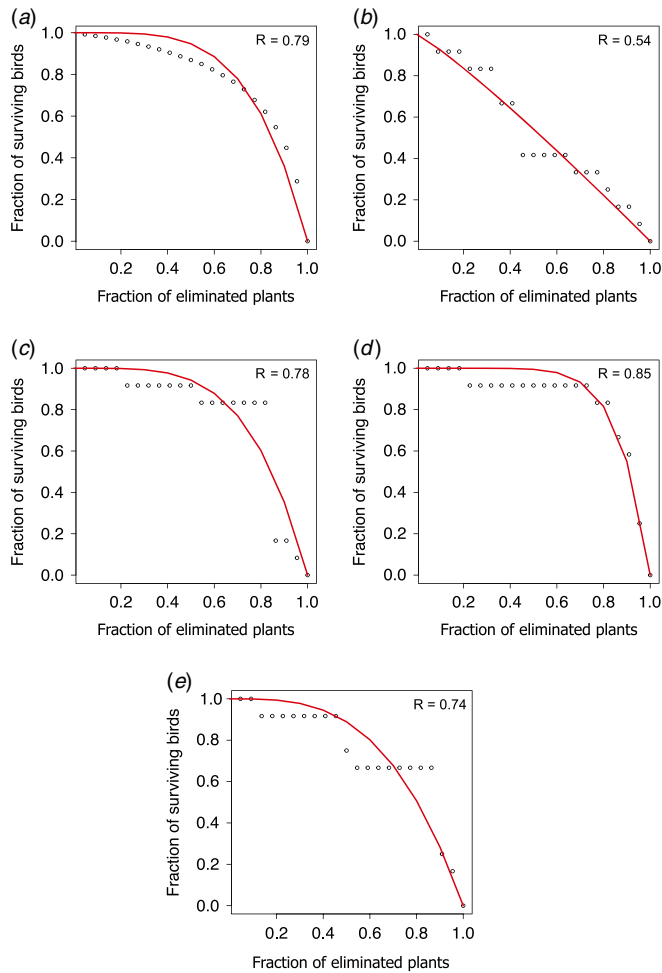 (a)
R = 0.79
Fraction of surviving birds
1.0
0.8
0.6
0.4
0.2
0.0
0.2 0.4 0.6 0.8 1.0
Fraction of eliminated plants
(b)
R = 0.54
Fraction of surviving birds
1.0
0.8
0.6
0.4
0.2
0.0
0.2 0.4 0.6 0.8 1.0
Fraction of eliminated plants
(c)
R = 0.78
Fraction of surviving birds
1.0
0.8
0.6
0.4
0.2
0.0
0.2 0.4 0.6 0.8 1.0
Fraction of eliminated plants
(d)
R = 0.85
Fraction of surviving birds
1.0
0.8
0.6
0.4
0.2
0.0
0.2 0.4 0.6 0.8 1.0
Fraction of eliminated plants
(e)
R = 0.74
Fraction of surviving birds
1.0
0.8
0.6
0.4
0.2
0.0
0.2 0.4 0.6 0.8 1.0
Fraction of eliminated plants